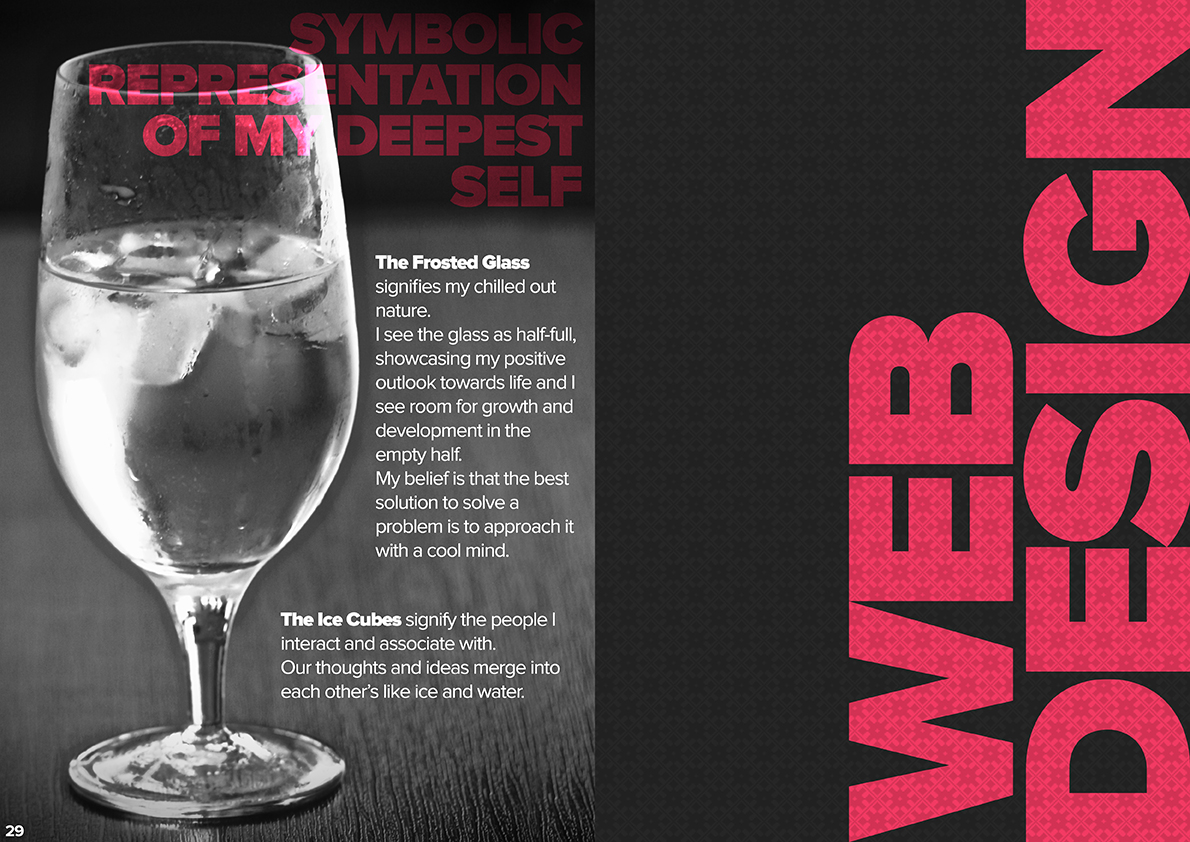 SYMBOLIC
REPRESENTATION
OF MY DEEPEST
SELF
The Frosted Glass
signifies my chilled out
nature.
I see the glass as half-full,
showcasing my positive
outlook towards life and I
see room for growth and
development in the
empty half.
My belief is that the best
solution to solve a
problem is to approach it
with a cool mind.
The Ice Cubes signify the people I
interact and associate with.
Our thoughts and ideas merge into
each other's like ice and water.
29
WEB
DESIGN